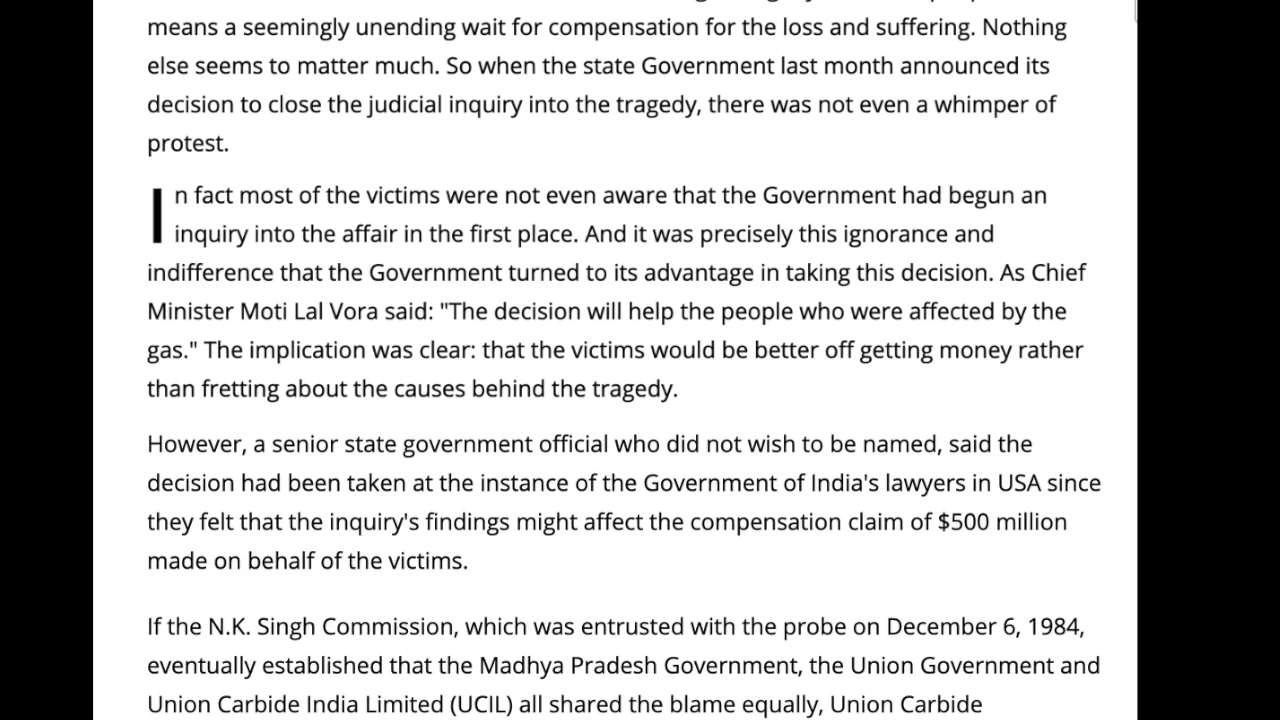 means a seemingly unending wait for compensation for the loss and suffering. Nothing
else seems to matter much. So when the state Government last month announced its
decision to close the judicial inquiry into the tragedy, there was not even a whimper of
protest.
In fact most of the victims were not even aware that the Government had begun an
inquiry into the affair in the first place. And it was precisely this ignorance and
indifference that the Government turned to its advantage in taking this decision. As Chief
Minister Moti Lal Vora said: "The decision will help the people who were affected by the
gas." The implication was clear: that the victims would be better off getting money rather
than fretting about the causes behind the tragedy.
However, a senior state government official who did not wish to be named, said the
decision had been taken at the instance of the Government of India's lawyers in USA since
they felt that the inquiry's findings might affect the compensation claim of $500 million
made on behalf of the victims.
If the N.K. Singh Commission, which was entrusted with the probe on December 6, 1984,
eventually established that the Madhya Pradesh Government, the Union Government and
Union Carbide India Limited (UCIL) all shared the blame equally, Union Carbide